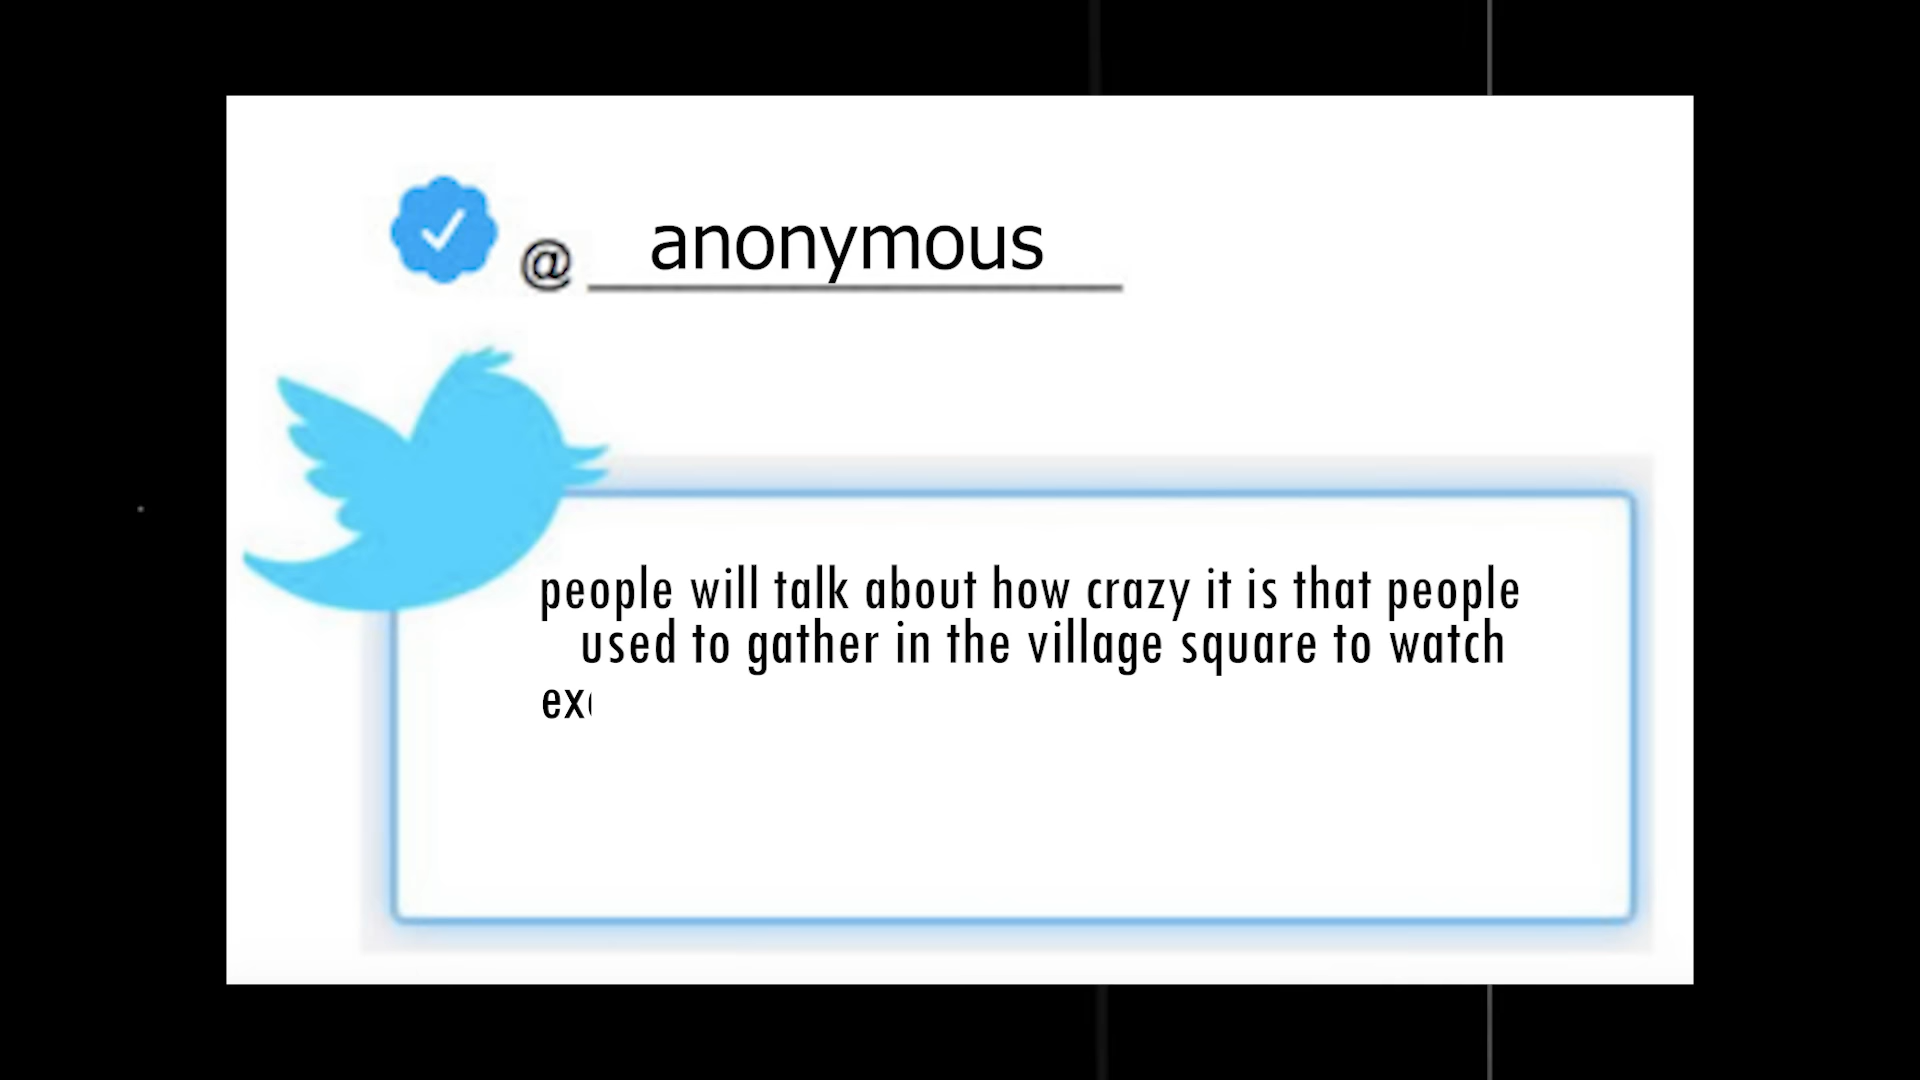 @ anonymous
people will talk about how crazy it is that people
used to gather in the village square to watch
ex